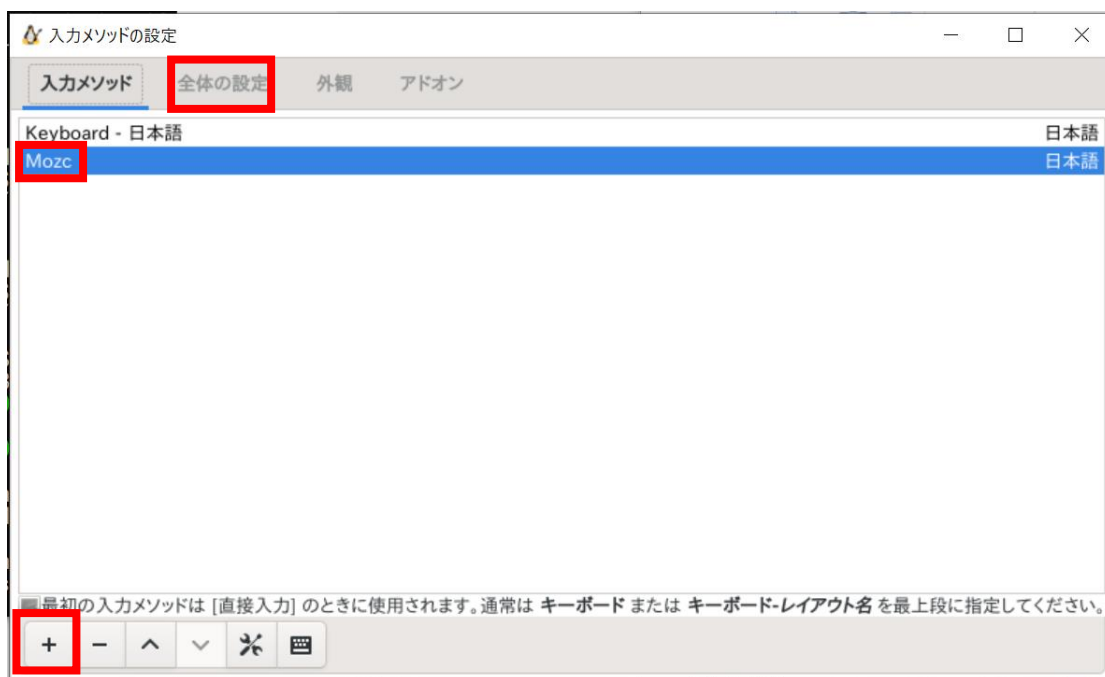 入力メソッドの設定
入力メソッド 全体の設定 外観 アドオン
Keyboard - 日本語 日本語
Mozc 日本語
最初の入力メソッドは [直接入力] のときに使用されます。通常は キーボード または キーボード-レイアウト名 を最上段に指定してください。